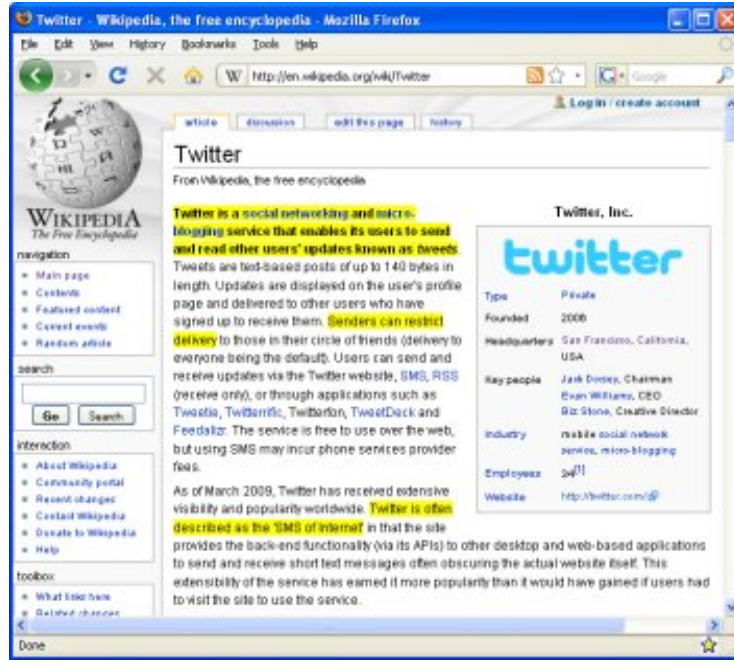 Twitter - Wikipedia, the free encyclopedia - Mozilla Firefox
File Edit View History Bookmarks Tools Help
W http://en.wikipedia.org/wiki/Twitter Google
Log in / create account
article discussion edit this page history
Twitter
From Wikipedia, the free encyclopedia
WIKIPEDIA
The Free Encyclopedia
navigation
Main page
Contents
Featured content
Current events
Random article
search
Go Search
interaction
About Wikipedia
Community portal
Recent changes
Contact Wikipedia
Donate to Wikipedia
Help
toolbox
What links here
Related changes
Twitter is a social networking and micro-
blogging service that enables its users to send
and read other users' updates known as tweets.
Tweets are text-based posts of up to 140 bytes in
length. Updates are displayed on the user's profile
page and delivered to other users who have
signed up to receive them. Senders can restrict
delivery to those in their circle of friends (delivery to
everyone being the default). Users can send and
receive updates via the Twitter website, SMS, RSS
(receive only), or through applications such as
Tweetie, Twitterrific, Twitterfon, TweetDeck and
Feedalizr. The service is free to use over the web,
but using SMS may incur phone services provider
fees.
As of March 2009, Twitter has received extensive
visibility and popularity worldwide. Twitter is often
described as the 'SMS of Internet' in that the site
provides the back-end functionality (via its APIs) to other desktop and web-based applications
to send and receive short text messages often obscuring the actual website itself. This
extensibility of the service has earned it more popularity than it would have gained if users had
to visit the site to use the service.
Twitter, Inc.
twitter
Type Private
Founded 2006
Headquarters San Francisco, California,
USA
Key people Jack Dorsey, Chairman
Evan Williams, CEO
Biz Stone, Creative Director
Industry mobile social network
service, micro-blogging
Employees 34[1]
Website http://twitter.com/
Done